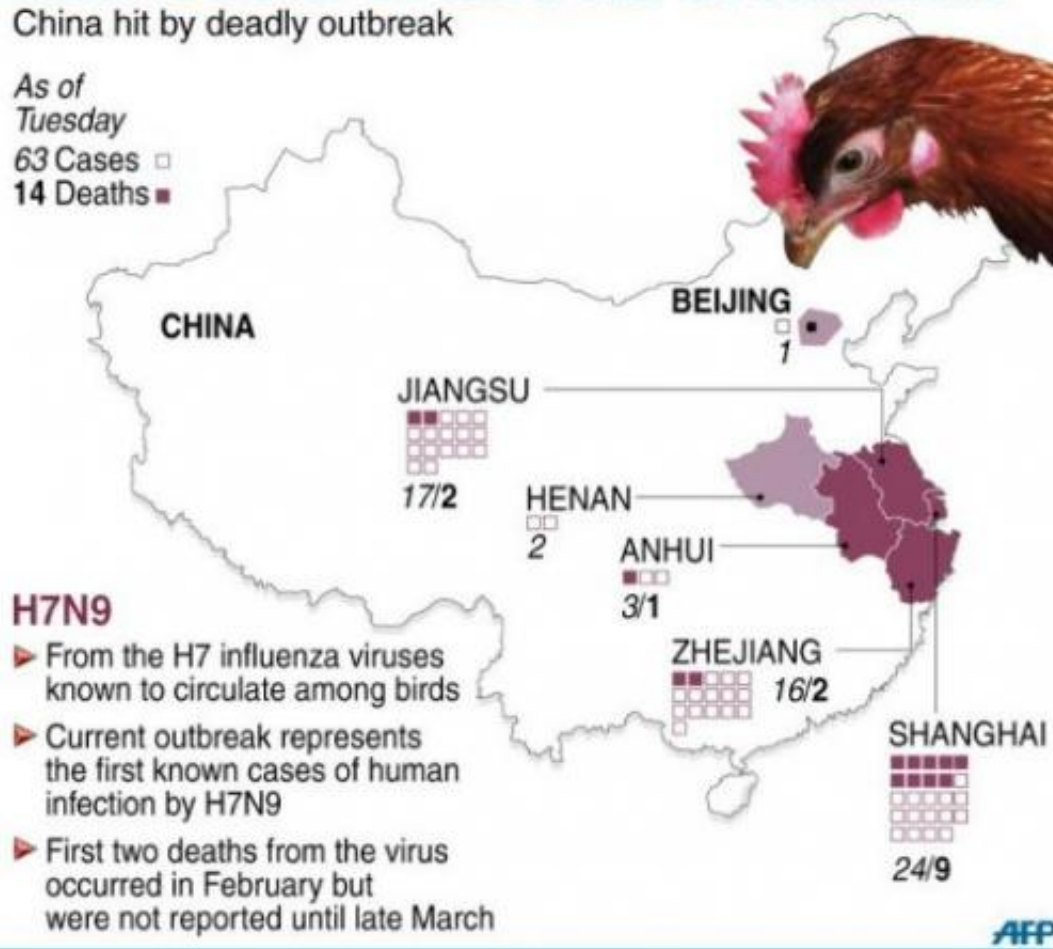 China hit by deadly outbreak
As of
Tuesday
63 Cases
14 Deaths
CHINA
BEIJING
1
JIANGSU
17/2
HENAN
2
ANHUI
3/1
ZHEJIANG
16/2
SHANGHAI
24/9
H7N9
From the H7 influenza viruses
known to circulate among birds
Current outbreak represents
the first known cases of human
infection by H7N9
First two deaths from the virus
occurred in February but
were not reported until late March
AFP